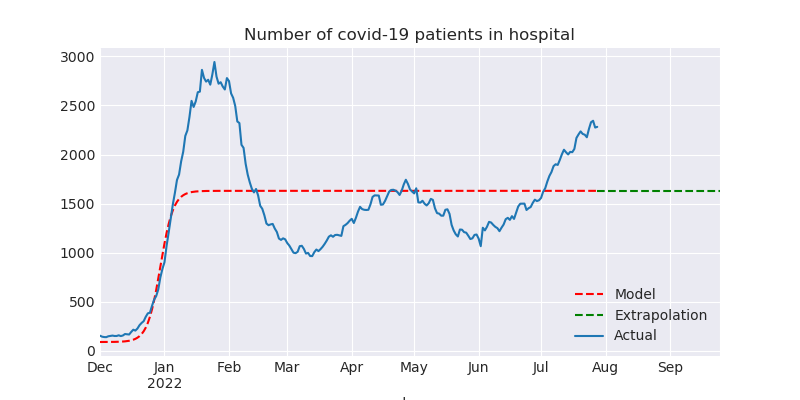 Number of covid-19 patients in hospital
3000
2500
2000
1500
1000
500
0
Model
Extrapolation
Actual
Dec Jan Feb Mar Apr May Jun Jul Aug Sep
2022